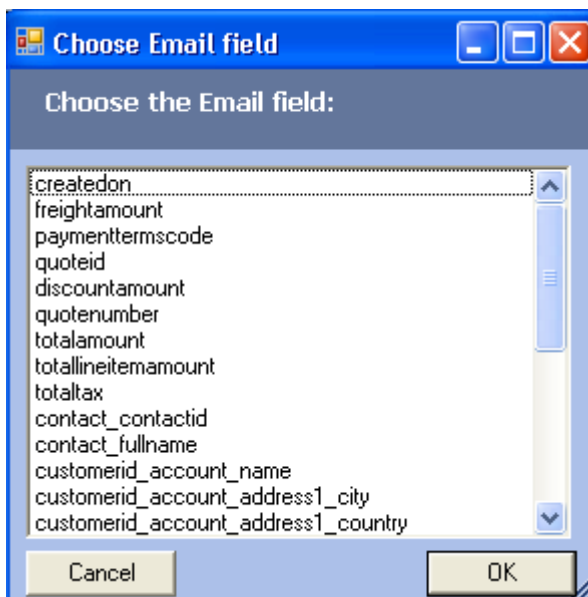 Choose Email field
Choose the Email field:
createdon
freightamount
paymenttermscode
quoteid
discountamount
quotenumber
totalamount
totallineitemamount
totaltax
contact_contactid
contact_fullname
customerid_account_name
customerid_account_address1_city
customerid_account_address1_country
Cancel OK